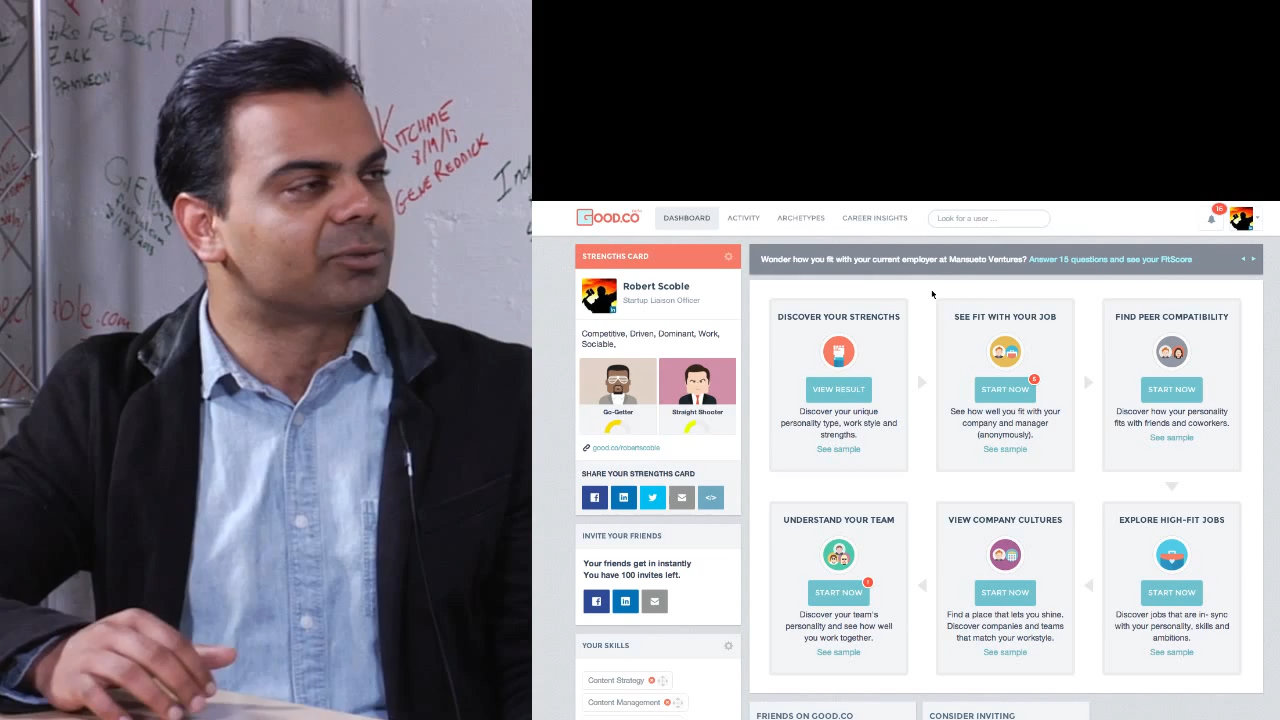 Robert
ZACK
PANTHEON
KITCHME
8/19/13
GENE REDDICK
Ind
GOOD.CO
DASHBOARD
ACTIVITY
ARCHETYPES
CAREER INSIGHTS
Look for a user ...
16
STRENGTHS CARD
Robert Scoble
Startup Liaison Officer
Competitive, Driven, Dominant, Work,
Sociable,
Go-Getter
Straight Shooter
good.co/robertscoble
SHARE YOUR STRENGTHS CARD
</>
INVITE YOUR FRIENDS
Your friends get in instantly
You have 100 invites left.
YOUR SKILLS
Content Strategy
Content Management
Wonder how you fit with your current employer at Mansueto Ventures? Answer 15 questions and see your FitScore
DISCOVER YOUR STRENGTHS
VIEW RESULT
Discover your unique
personality type, work style and
strengths.
See sample
SEE FIT WITH YOUR JOB
START NOW
See how well you fit with your
company and manager
(anonymously).
See sample
FIND PEER COMPATIBILITY
START NOW
Discover how your personality
fits with friends and coworkers.
See sample
UNDERSTAND YOUR TEAM
START NOW
Discover your team's
personality and see how well
you work together.
See sample
VIEW COMPANY CULTURES
START NOW
Find a place that lets you shine.
Discover companies and teams
that match your workstyle.
See sample
EXPLORE HIGH-FIT JOBS
START NOW
Discover jobs that are in- sync
with your personality, skills and
ambitions.
See sample
FRIENDS ON GOOD.CO
CONSIDER INVITING